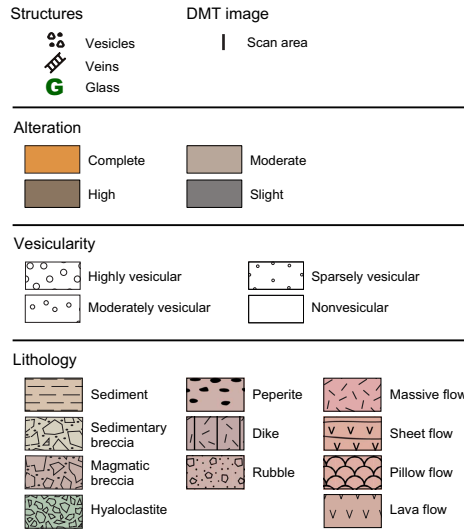 Structures
DMT image
Vesicles
Scan area
Veins
G Glass
Alteration
Complete
Moderate
High
Slight
Vesicularity
Highly vesicular
Sparsely vesicular
Moderately vesicular
Nonvesicular
Lithology
Sediment
Peperite
Massive flow
Sedimentary
breccia
Dike
Sheet flow
Magmatic
breccia
Rubble
Pillow flow
Hyaloclastite
Lava flow